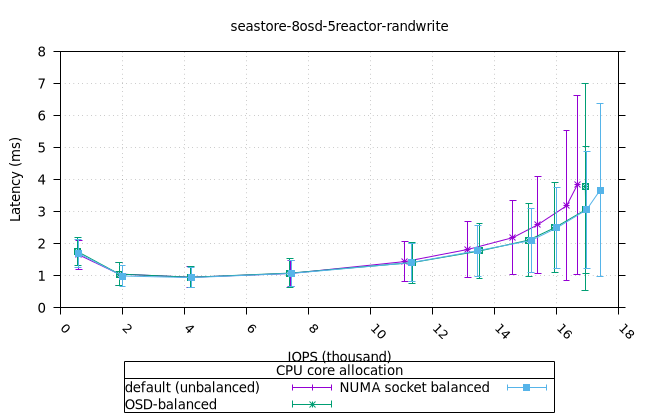 seastore-8osd-5reactor-randwrite
8
7
6
5
4
3
2
1
0
Latency (ms)
0 2 4 6 8 10 12 14 16 18
IOPS (thousand)
CPU core allocation
default (unbalanced) NUMA socket balanced
OSD-balanced